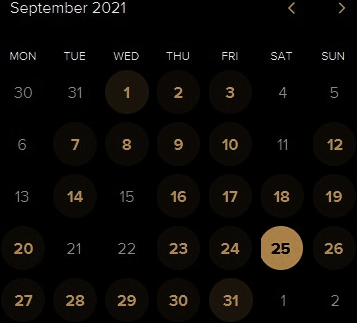 September 2021
MON TUE WED THU FRI SAT SUN
30 31 1 2 3 4 5
6 7 8 9 10 11 12
13 14 15 16 17 18 19
20 21 22 23 24 25 26
27 28 29 30 31 1 2